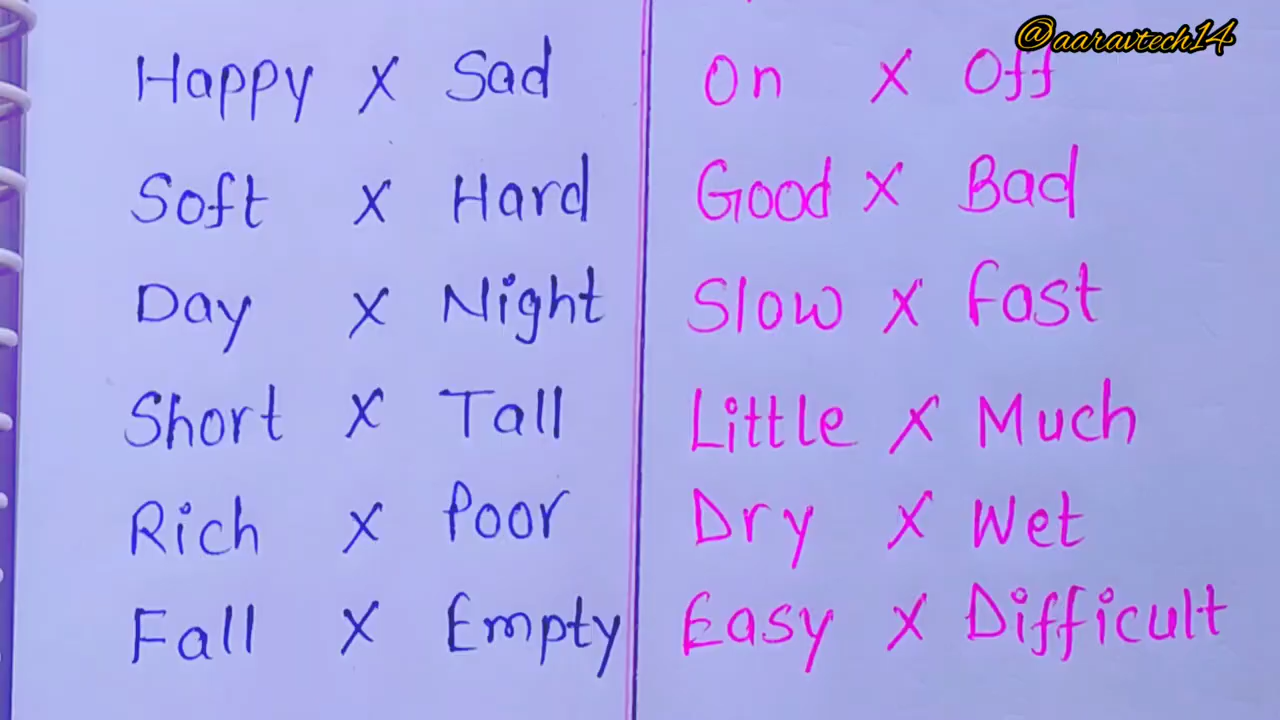 @aaravtech14
Happy X Sad
Soft X Hard
Day X Night
Short X Tall
Rich X Poor
Fall X Empty
On X Off
Good X Bad
Slow X Fast
Little X Much
Dry X Wet
Easy X Difficult